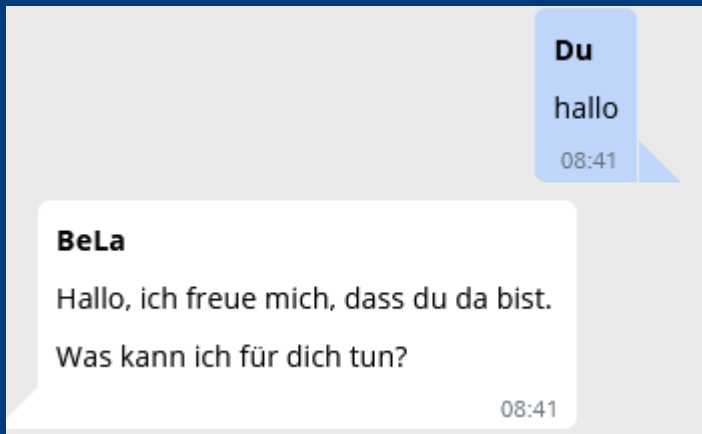 Du
hallo
08:41
BeLa
Hallo, ich freue mich, dass du da bist.
Was kann ich für dich tun?
08:41